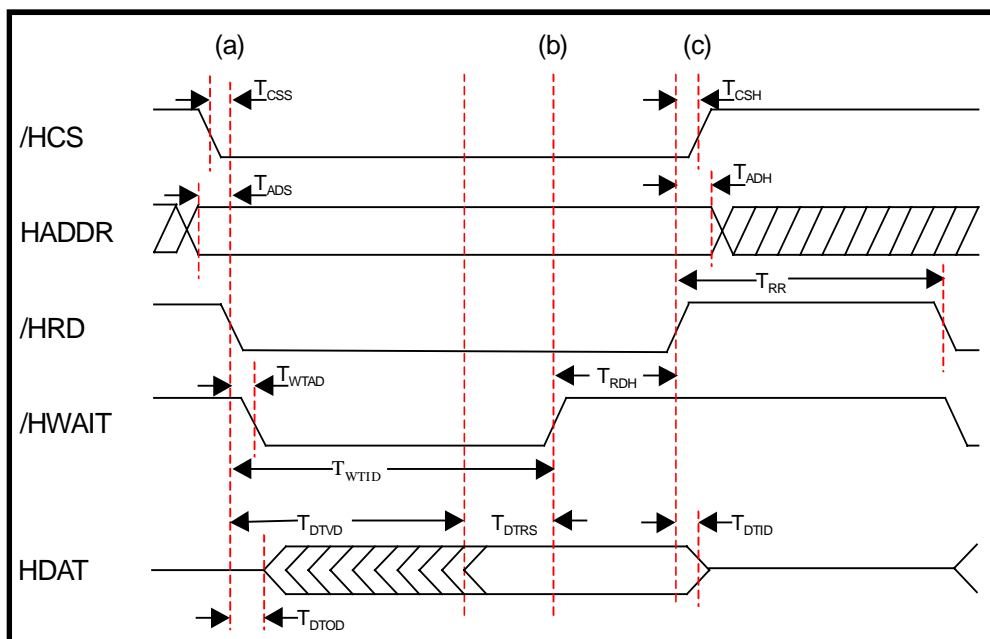 (a) (b) (c)
TCSS TCSH
/HCS
TADS TADH
HADDR
TRR
/HRD
TWTAD TRDH
/HWAIT
TWTID
TDTVD TDTRS TDTID
HDAT
TDTOD